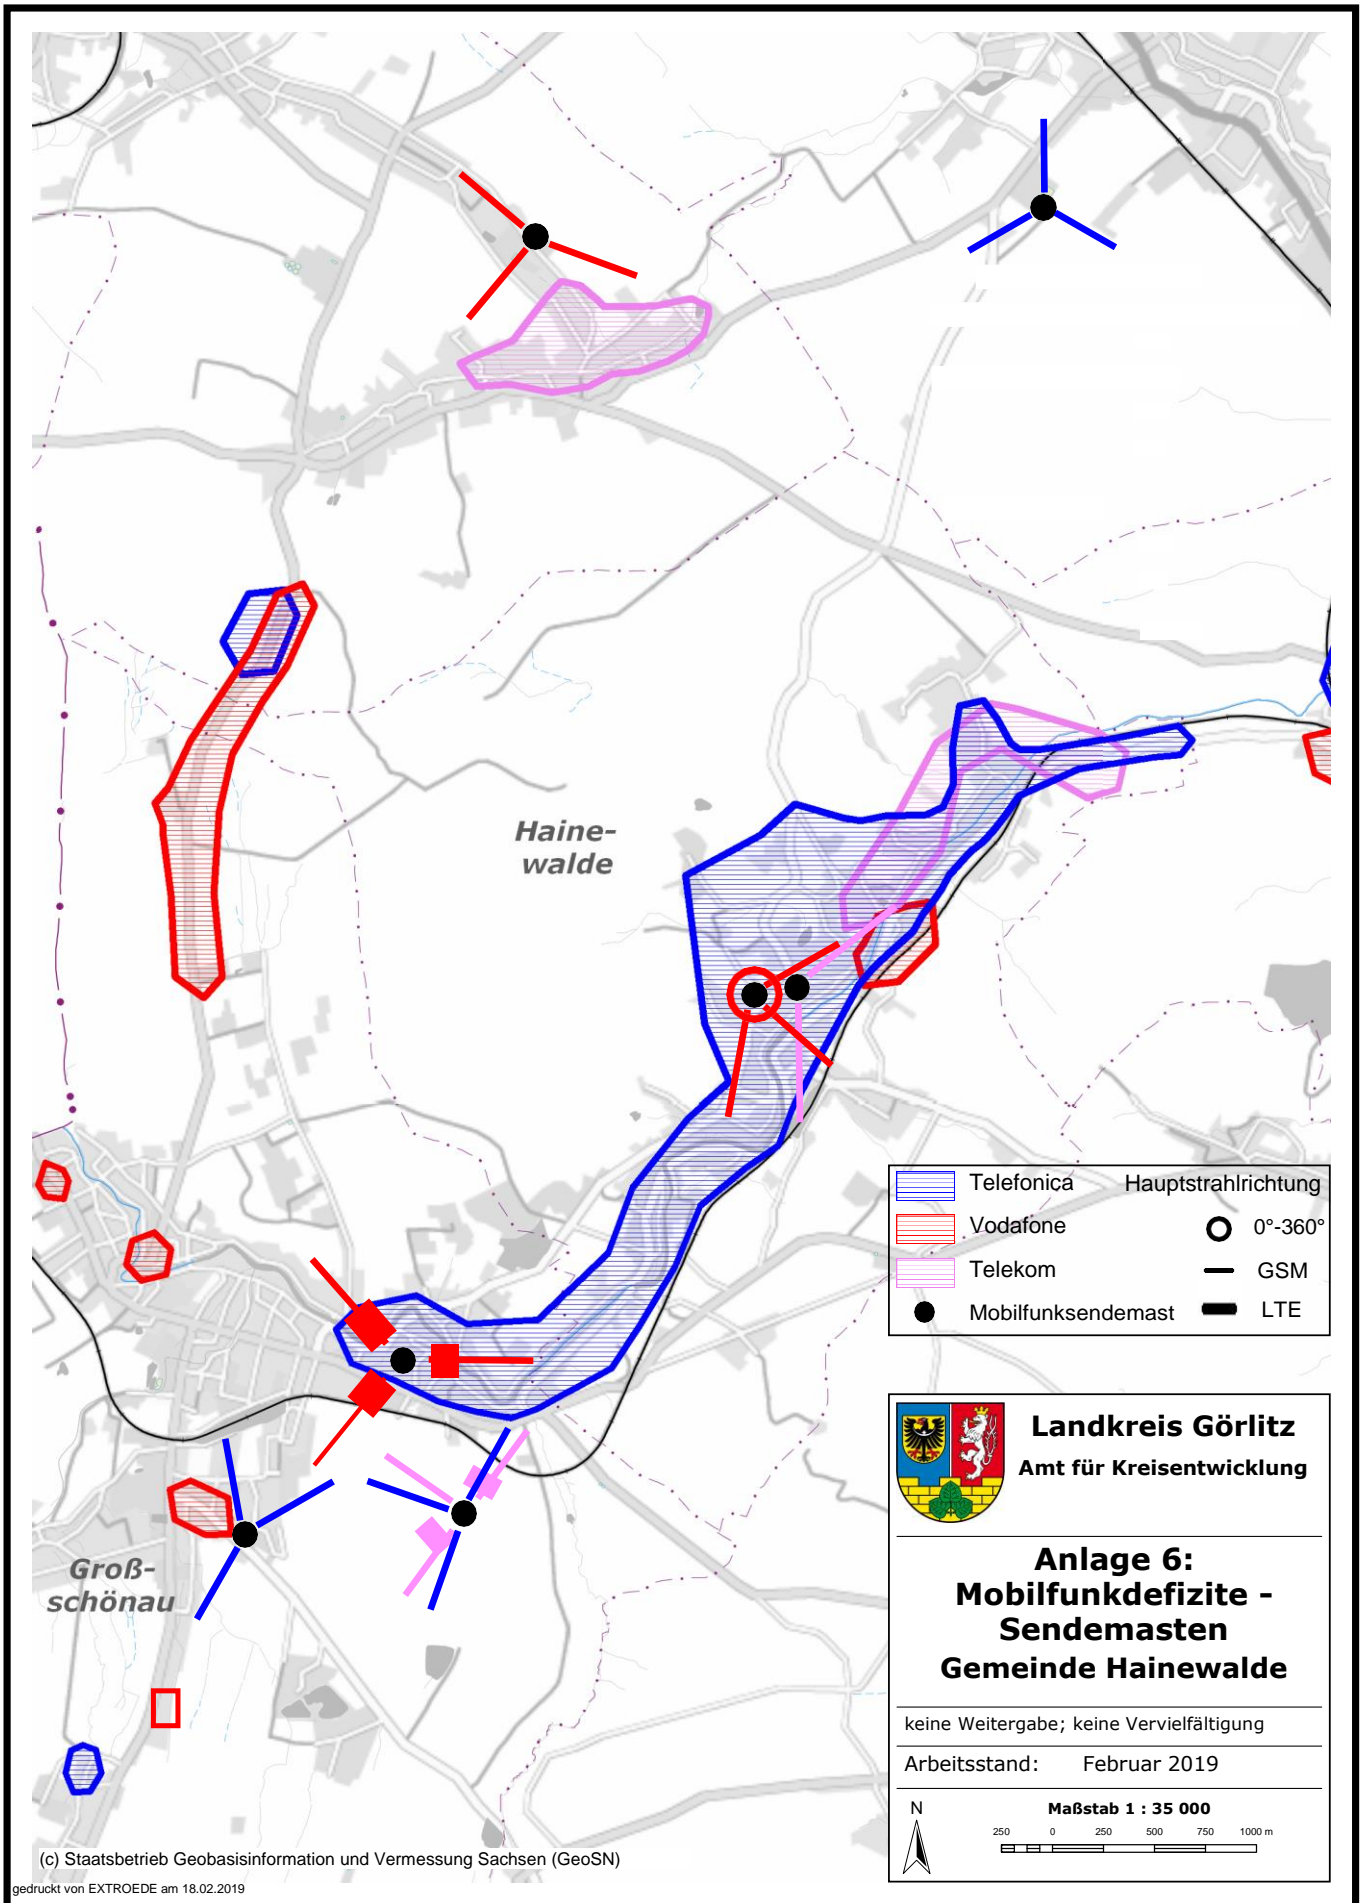 Haine-
walde
Groß-
schönau
Telefonica
Hauptstrahlrichtung
Vodafone
0°-360°
Telekom
GSM
Mobilfunksendemast
LTE
Landkreis Görlitz
Amt für Kreisentwicklung
Anlage 6:
Mobilfunkdefizite -
Sendemasten
Gemeinde Hainewalde
keine Weitergabe; keine Vervielfältigung
Arbeitsstand: Februar 2019
N
Maßstab 1 : 35 000
250 0 250 500 750 1000 m
(c) Staatsbetrieb Geobasisinformation und Vermessung Sachsen (GeoSN)
gedruckt von EXTROEDE am 18.02.2019